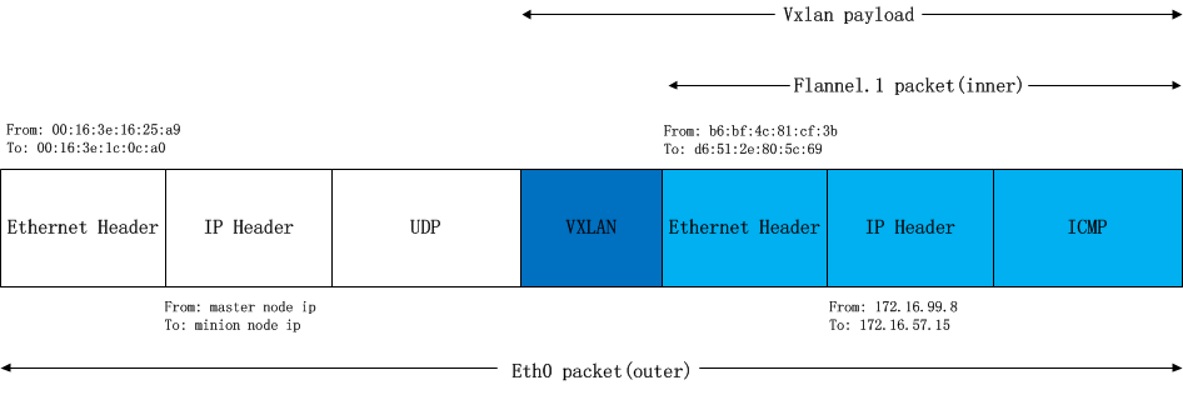 Vxlan payload
Flannel.1 packet(inner)
From: 00:16:3e:16:25:a9
To: 00:16:3e:1c:0c:a0
From: b6:bf:4c:81:cf:3b
To: d6:51:2e:80:5c:69
Ethernet Header
IP Header
UDP
VXLAN
Ethernet Header
IP Header
ICMP
From: master node ip
To: minion node ip
From: 172.16.99.8
To: 172.16.57.15
Eth0 packet(outer)